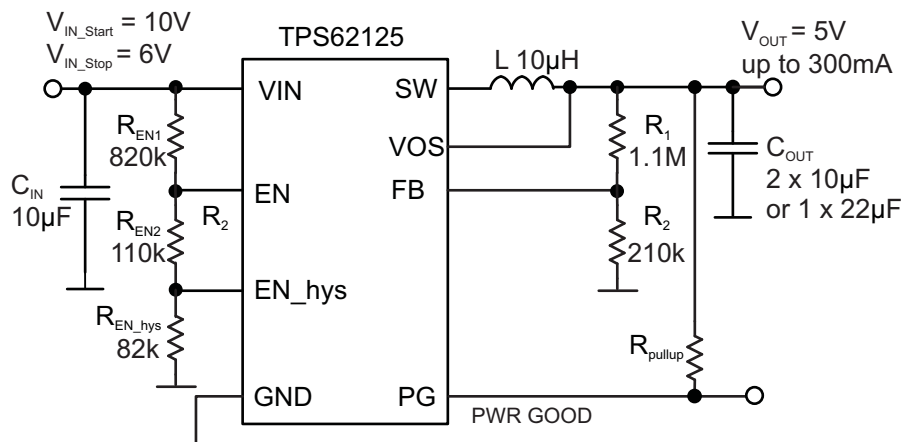 V_IN_Start = 10V
V_IN_Stop = 6V
TPS62125
L 10µH
V_OUT = 5V
up to 300mA
VIN
SW
R_EN1
820k
VOS
R_1
1.1M
C_IN
10µF
EN
R_2
FB
C_OUT
2 x 10µF
or 1 x 22µF
R_EN2
110k
R_2
210k
EN_hys
R_EN_hys
82k
R_pullup
GND
PG
PWR GOOD